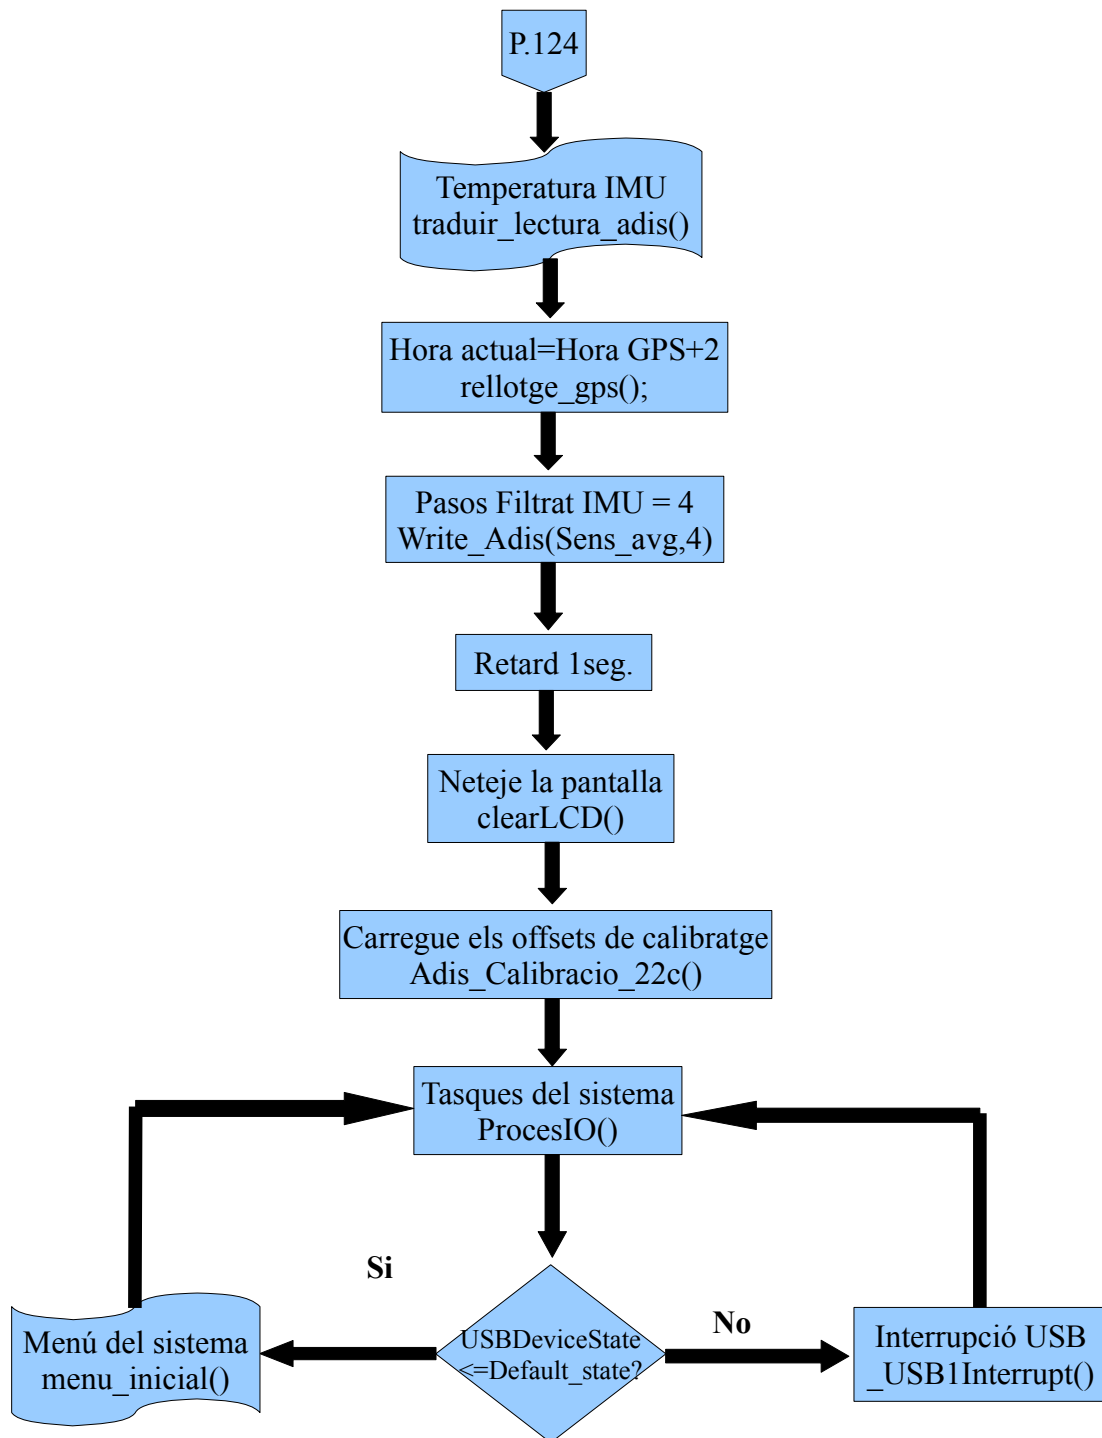 P.124
Temperatura IMU
traduir_lectura_adis()
Hora actual=Hora GPS+2
rellotge_gps();
Pasos Filtrat IMU = 4
Write_Adis(Sens_avg,4)
Retard 1seg.
Neteje la pantalla
clearLCD()
Carregue els offsets de calibratge
Adis_Calibracio_22c()
Tasques del sistema
ProcesIO()
Si
No
USBDeviceState
<=Default_state?
Menú del sistema
menu_inicial()
Interrupció USB
_USB1Interrupt()